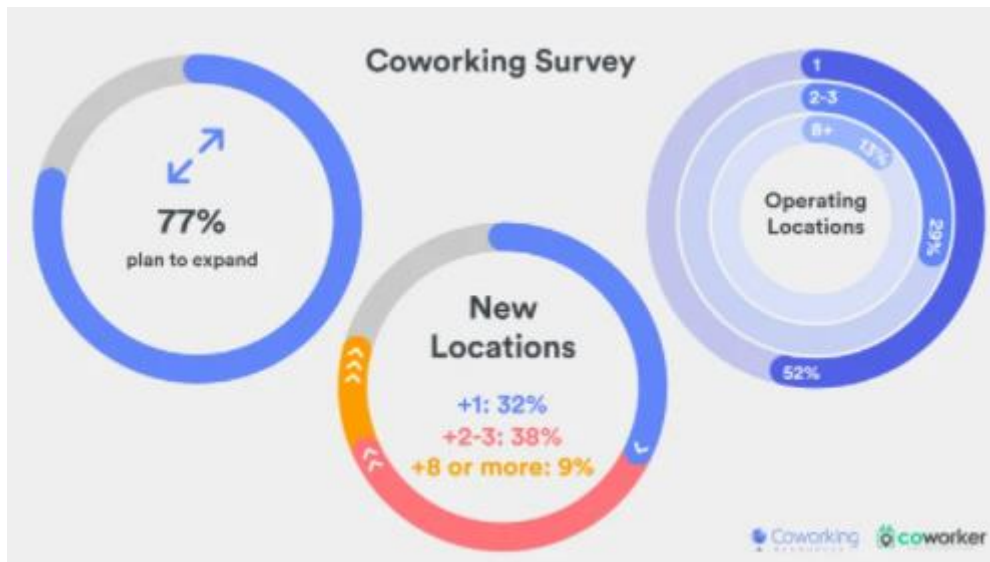 Coworking Survey
77%
plan to expand
New
Locations
+1: 32%
+2-3: 38%
+8 or more: 9%
1
2-3
8+
13%
29%
52%
Operating
Locations
Coworking
coworker